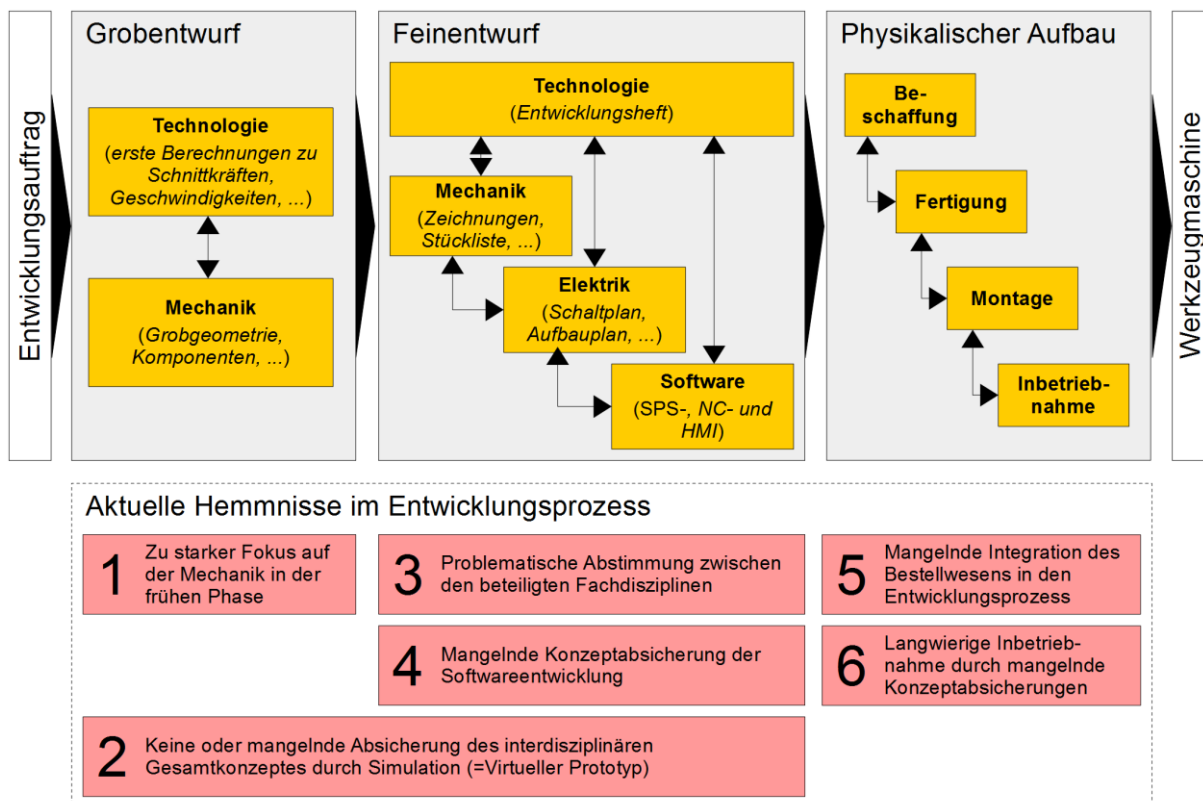 Entwicklungsauftrag
Grobentwurf
Technologie
(erste Berechnungen zu
Schnittkräften,
Geschwindigkeiten, ...)
Mechanik
(Grobgeometrie,
Komponenten, ...)
Feinentwurf
Technologie
(Entwicklungsheft)
Mechanik
(Zeichnungen,
Stückliste, ...)
Elektrik
(Schaltplan,
Aufbauplan, ...)
Software
(SPS-, NC- und
HMI)
Physikalischer Aufbau
Be-
schaffung
Fertigung
Montage
Inbetrieb-
nahme
Werkzeugmaschine
Aktuelle Hemmnisse im Entwicklungsprozess
1
Zu starker Fokus auf
der Mechanik in der
frühen Phase
3
Problematische Abstimmung zwischen
den beteiligten Fachdisziplinen
5
Mangelnde Integration des
Bestellwesens in den
Entwicklungsprozess
4
Mangelnde Konzeptabsicherung der
Softwareentwicklung
6
Langwierige Inbetrieb-
nahme durch mangelnde
Konzeptabsicherungen
2
Keine oder mangelnde Absicherung des interdisziplinären
Gesamtkonzeptes durch Simulation (=Virtueller Prototyp)